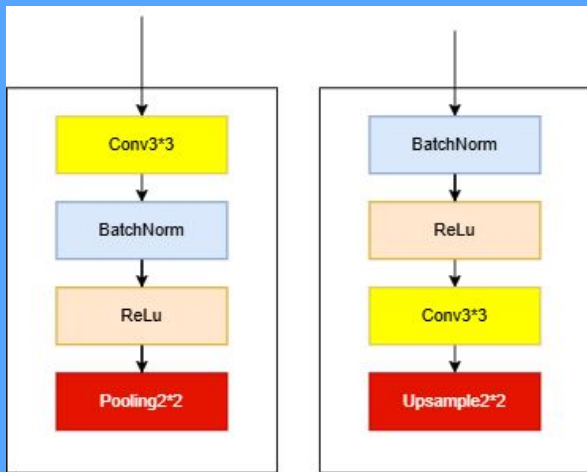 Conv3*3
BatchNorm
ReLu
Pooling2*2
BatchNorm
ReLu
Conv3*3
Upsample2*2